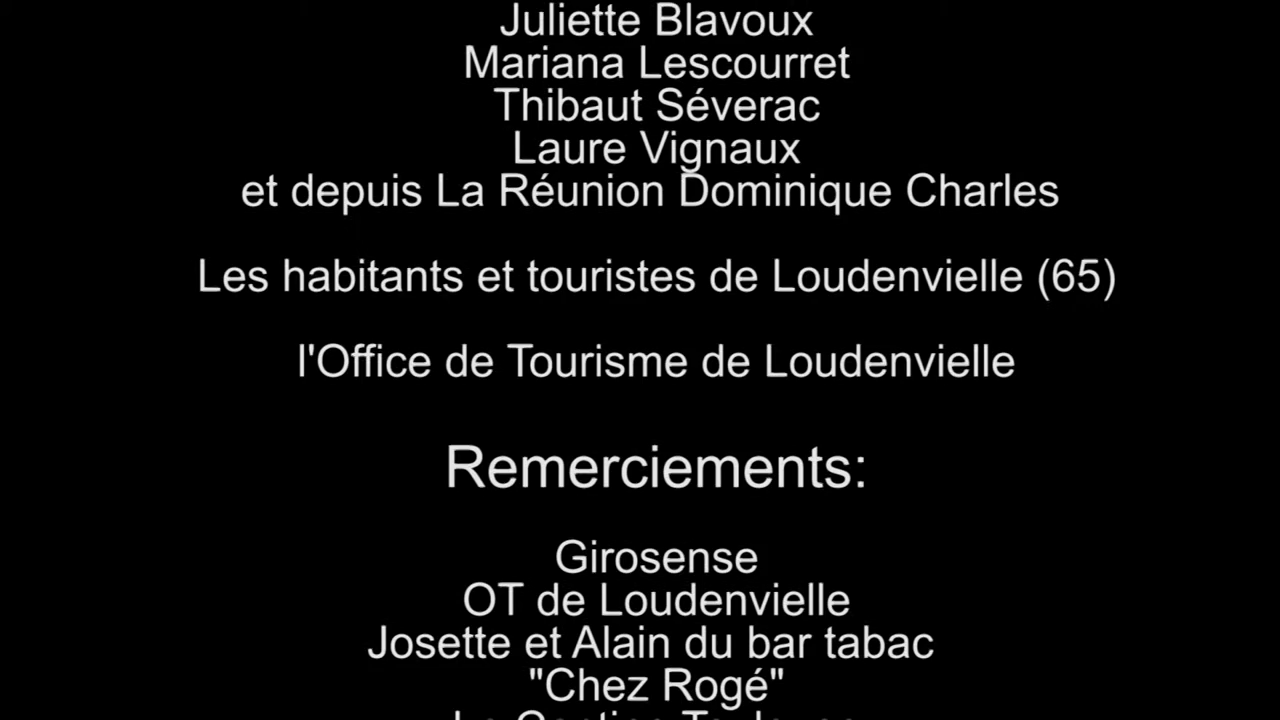 Juliette Blavoux
Mariana Lescourret
Thibaut Séverac
Laure Vignaux
et depuis La Réunion Dominique Charles
Les habitants et touristes de Loudenvielle (65)
l'Office de Tourisme de Loudenvielle
Remerciements:
Girosense
OT de Loudenvielle
Josette et Alain du bar tabac
"Chez Rogé"